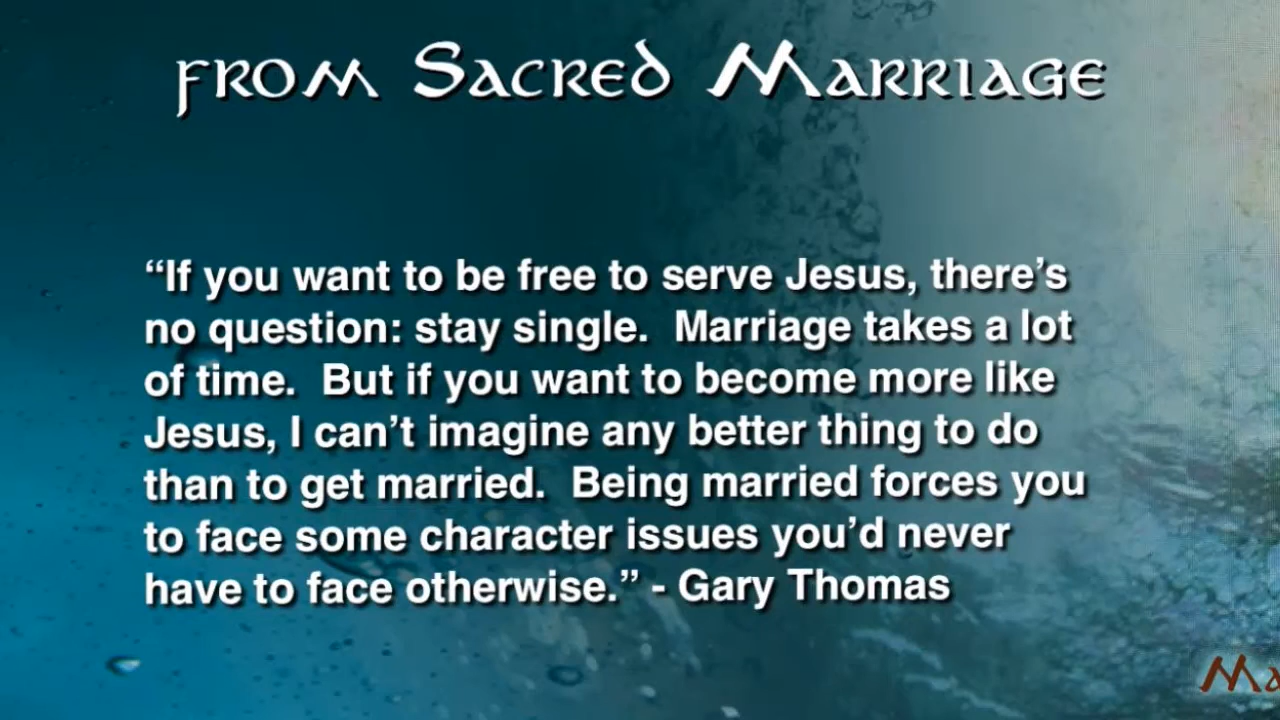 from Sacred Marriage
“If you want to be free to serve Jesus, there’s
no question: stay single.  Marriage takes a lot
of time.  But if you want to become more like
Jesus, I can’t imagine any better thing to do
than to get married.  Being married forces you
to face some character issues you’d never
have to face otherwise.” - Gary Thomas